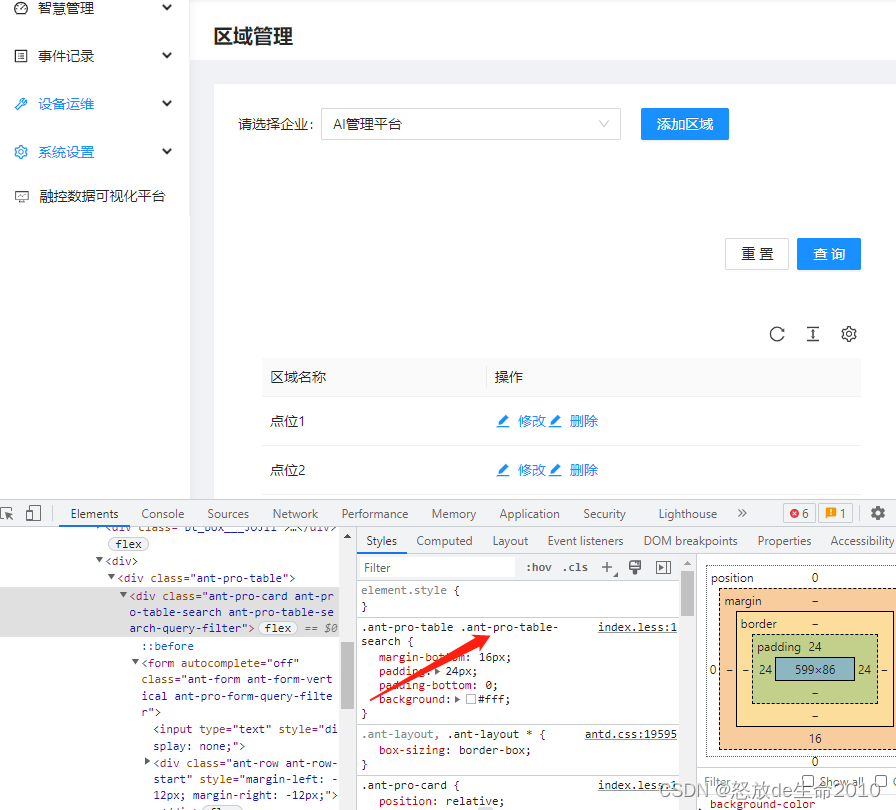 智慧管理
事件记录
设备运维
系统设置
融控数据可视化平台
区域管理
请选择企业: AI管理平台 添加区域
重 置 查 询
区域名称 操作
点位1 修改 删除
点位2 修改 删除
Elements Console Sources Network Performance Memory Application Security Lighthouse » 6 1
flex
<div>
<div class="ant-pro-table">
<div class="ant-pro-card ant-pr
o-table-search ant-pro-table-se
arch-query-filter"> flex == $0
::before
<form autocomplete="off"
class="ant-form ant-form-vert
ical ant-pro-form-query-filte
r">
<input type="text" style="di
splay: none;">
<div class="ant-row ant-row-
start" style="margin-left: -
12px; margin-right: -12px;">
Styles Computed Layout Event listeners DOM breakpoints Properties Accessibility
Filter :hov .cls
element.style {
}
.ant-pro-table .ant-pro-table- index.less:1
search {
margin-bottom: 16px;
padding: 24px;
padding-bottom: 0;
background: #fff;
}
.ant-layout, .ant-layout * { antd.css:19595
box-sizing: border-box;
}
.ant-pro-card { index.less:1
position: relative;
position 0
margin –
border –
padding 24
0 – – 24 599×86 24 – –
–
–
16
0
Filter Show all
background-color
CSDN @怒放de生命2010